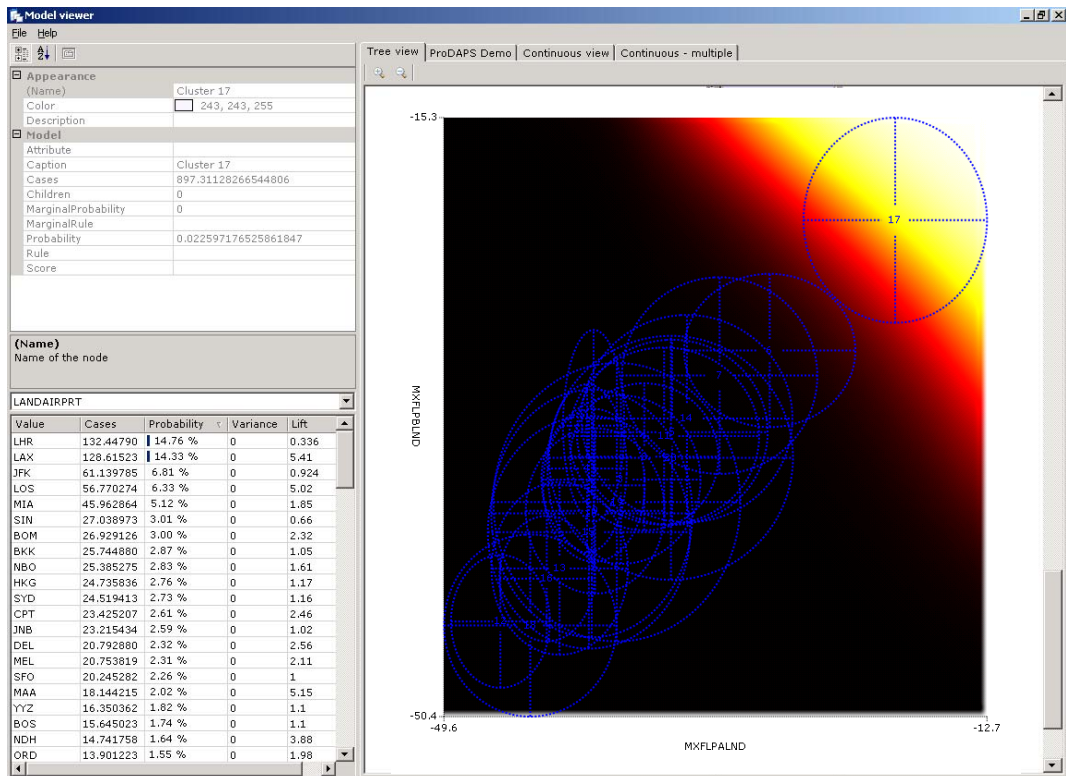 Model viewer
File Help
Tree view ProDAPS Demo Continuous view Continuous - multiple
Appearance
(Name) Cluster 17
Color 243, 243, 255
Description
Model
Attribute
Caption Cluster 17
Cases 897.31128266544806
Children 0
MarginalProbability 0
MarginalRule
Probability 0.022597176525861847
Rule
Score
(Name)
Name of the node
LANDAIRPRT
Value Cases Probability Variance Lift
LHR 132.44790 14.76 % 0 0.336
LAX 128.61523 14.33 % 0 5.41
JFK 61.139785 6.81 % 0 0.924
LOS 56.770274 6.33 % 0 5.02
MIA 45.962864 5.12 % 0 1.85
SIN 27.038973 3.01 % 0 0.66
BOM 26.929126 3.00 % 0 2.32
BKK 25.744880 2.87 % 0 1.05
NBO 25.385275 2.83 % 0 1.61
HKG 24.735836 2.76 % 0 1.17
SYD 24.519413 2.73 % 0 1.16
CPT 23.425207 2.61 % 0 2.46
JNB 23.215434 2.59 % 0 1.02
DEL 20.792880 2.32 % 0 2.56
MEL 20.753819 2.31 % 0 2.11
SFO 20.245282 2.26 % 0 1
MAA 18.144215 2.02 % 0 5.15
YYZ 16.350362 1.82 % 0 1.1
BOS 15.645023 1.74 % 0 1.1
NDH 14.741758 1.64 % 0 3.88
ORD 13.901223 1.55 % 0 1.98
-15.3
17
7
14
13
MXFLPBLND
-50.4
-49.6
-12.7
MXFLPALND